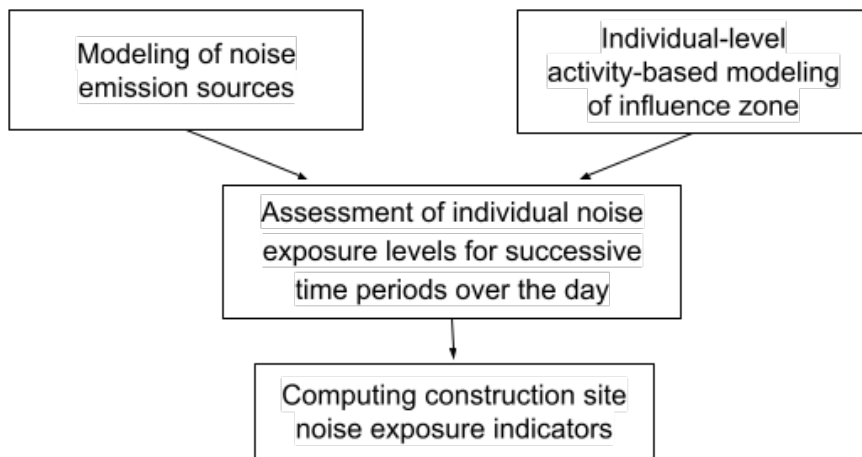 Modeling of noise
emission sources
Individual-level
activity-based modeling
of influence zone
Assessment of individual noise
exposure levels for successive
time periods over the day
Computing construction site
noise exposure indicators